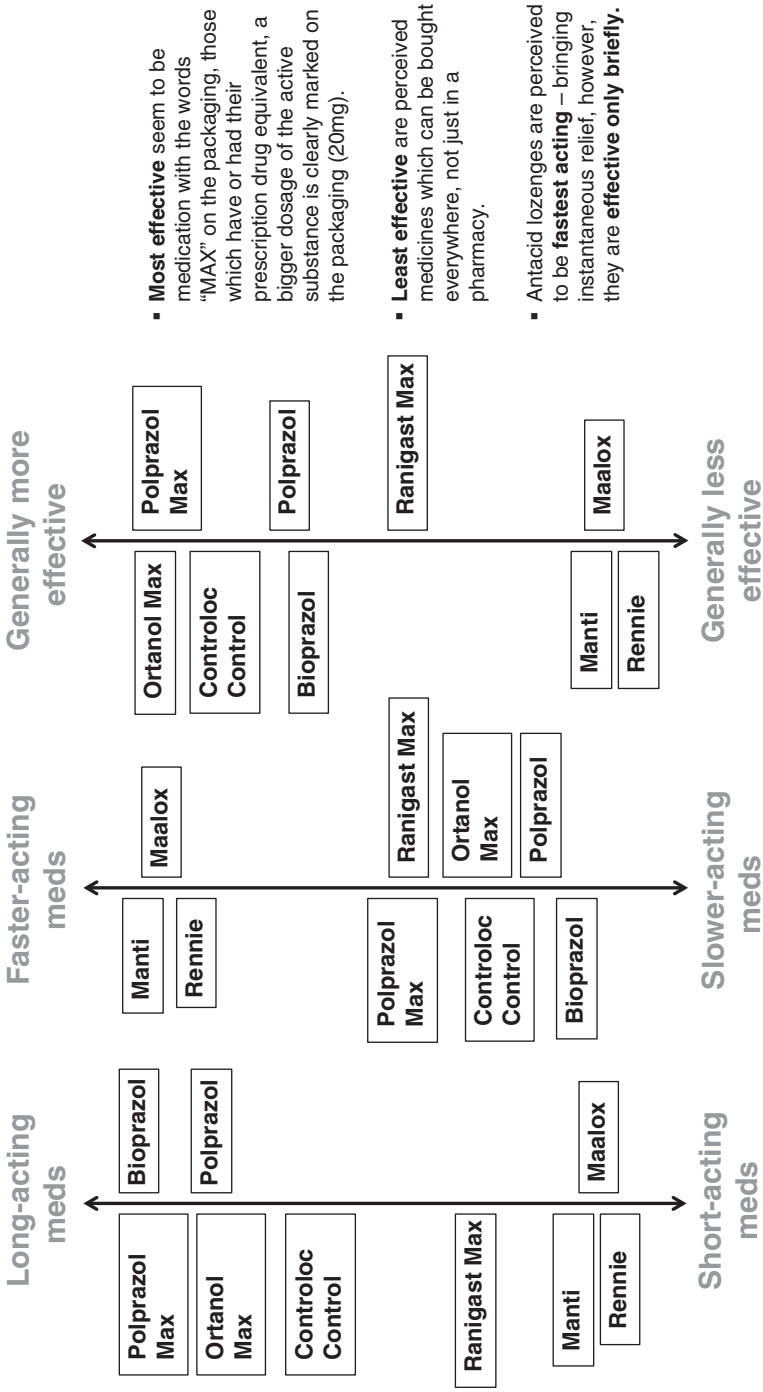 Long-acting
meds
Polprazol
Max
Bioprazol
Ortanol
Max
Polprazol
Controloc
Control
Ranigast Max
Manti
Maalox
Rennie
Short-acting
meds
Faster-acting
meds
Manti
Maalox
Rennie
Polprazol
Max
Ranigast Max
Controloc
Control
Ortanol
Max
Bioprazol
Polprazol
Slower-acting
meds
Generally more
effective
Ortanol Max
Polprazol
Max
Controloc
Control
Polprazol
Bioprazol
Ranigast Max
Manti
Maalox
Rennie
Generally less
effective
▪ Most effective seem to be
medication with the words
“MAX” on the packaging, those
which have or had their
prescription drug equivalent, a
bigger dosage of the active
substance is clearly marked on
the packaging (20mg).
▪ Least effective are perceived
medicines which can be bought
everywhere, not just in a
pharmacy.
▪ Antacid lozenges are perceived
to be fastest acting – bringing
instantaneous relief, however,
they are effective only briefly.